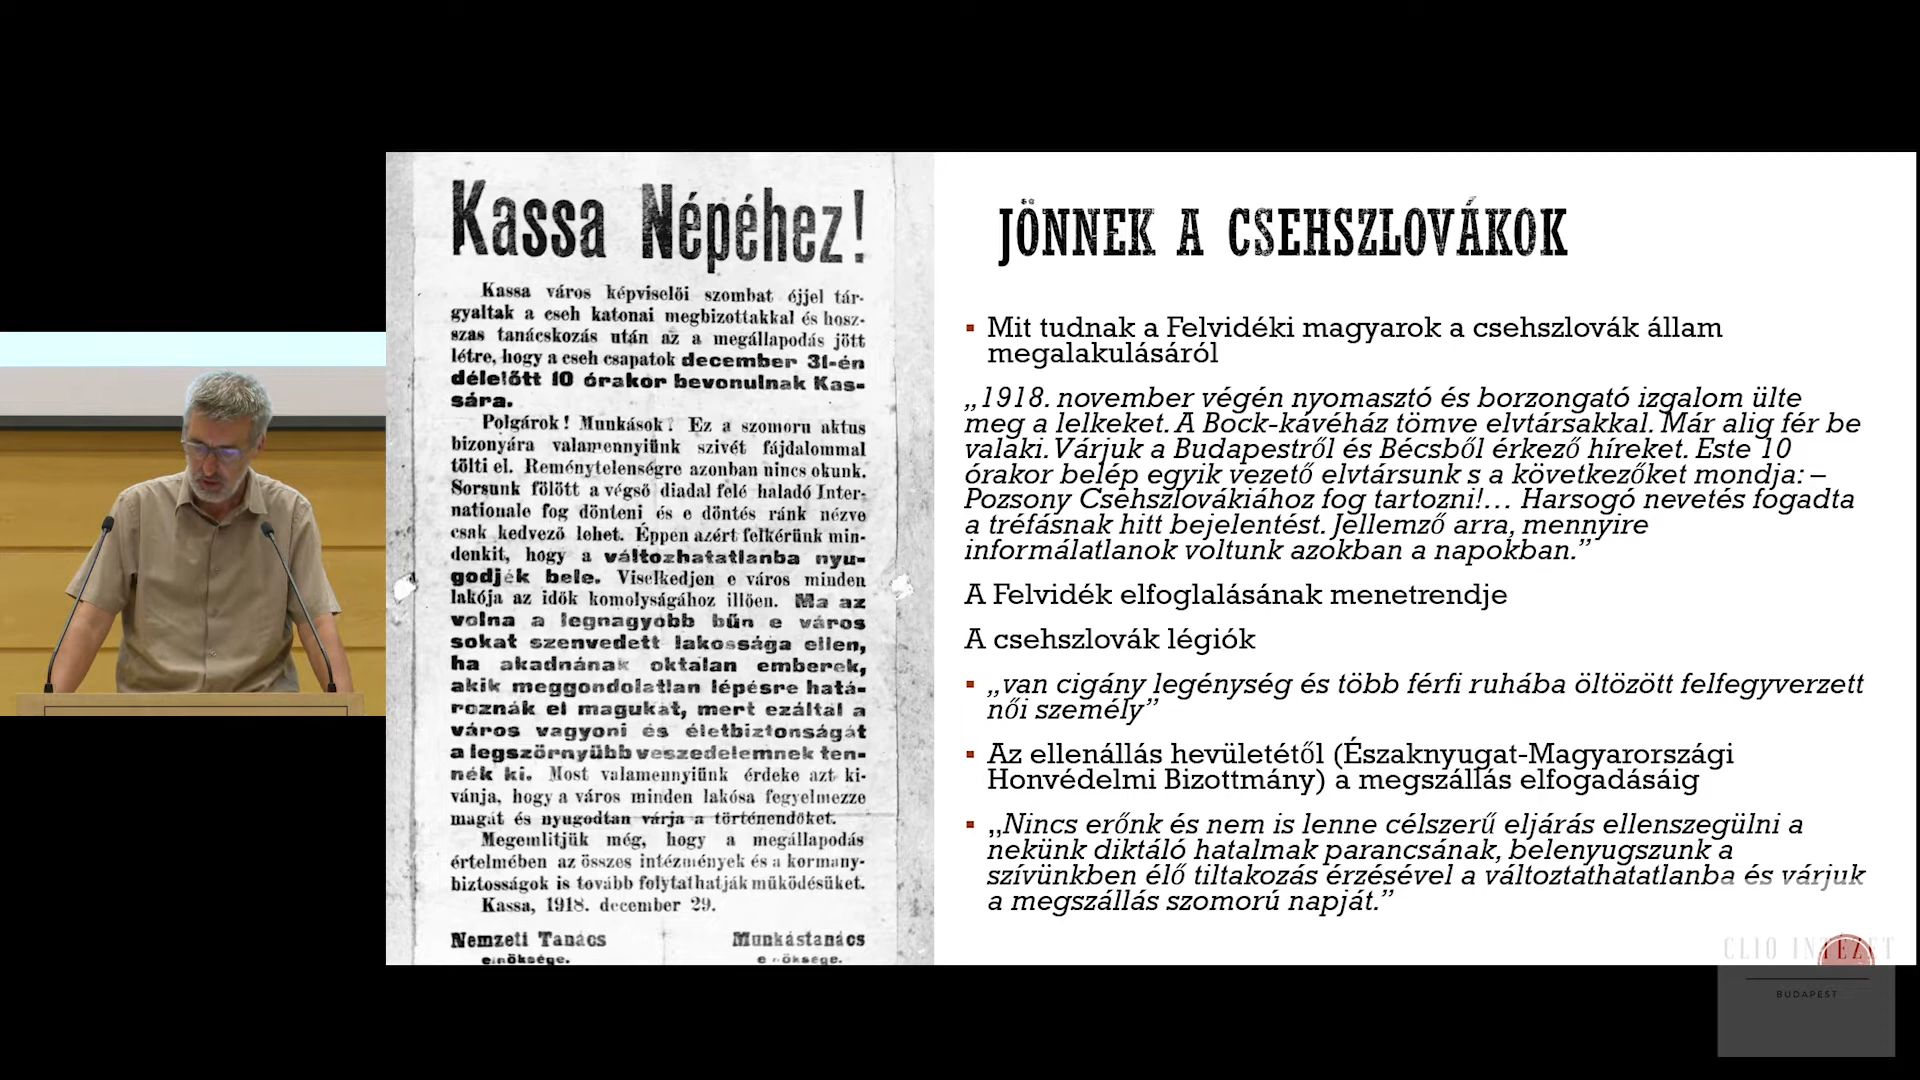 Kassa Népéhez!
Kassa város képviselői szombat éjjel tár-
gyaltak a cseh katonai megbizottakkal és hosz-
szas tanácskozás után az a megállapodás jött
létre, hogy a cseh csapatok december 31-én
délelőtt 10 órakor bevonulnak Kas-
sára.
Polgárok! Munkások! Ez a szomoru aktus
bizonyára valamennyiünk szivét fájdalommal
tölti el. Reménytelenségre azonban nincs okunk.
Sorsunk fölött a végső diadal felé haladó Inter-
nationale fog dönteni és e döntés ránk nézve
csak kedvező lehet. Éppen azért felkérünk min-
denkit, hogy a változhatatlanba nyu-
godjék bele. Viselkedjen e város minden
lakója az idők komolyságához illően. Ma az
volna a legnagyobb bűn e város
sokat szenvedett lakossága ellen,
ha akadnának oktalan emberek,
akik meggondolatlan lépésre hatá-
roznák el magukat, mert ezáltal a
város vagyoni és életbiztonságát
a legszörnyübb veszedelemnek ten-
nék ki. Most valamennyiünk érdeke azt ki-
vánja, hogy a város minden lakósa fegyelmezze
magát és nyugodtan várja a történendőket.
Megemlitjük még, hogy a megállapodás
értelmében az összes intézmények és a kormany-
biztosságok is tovább folytathatják müködésüket.
Kassa, 1918. december 29.
Nemzeti Tanács Munkástanács
elnöksége. elnöksége.
JÖNNEK A CSEHSZLOVÁKOK
▪ Mit tudnak a Felvidéki magyarok a csehszlovák állam
megalakulásáról
„1918. november végén nyomasztó és borzongató izgalom ülte
meg a lelkeket. A Bock-kávéház tömve elvtársakkal. Már alig fér be
valaki. Várjuk a Budapestről és Bécsből érkező híreket. Este 10
órakor belép egyik vezető elvtársunk s a következőket mondja: –
Pozsony Csehszlovákiához fog tartozni!… Harsogó nevetés fogadta
a tréfásnak hitt bejelentést. Jellemző arra, mennyire
informálatlanok voltunk azokban a napokban.”
A Felvidék elfoglalásának menetrendje
A csehszlovák légiók
▪ „van cigány legénység és több férfi ruhába öltözött felfegyverzett
női személy”
▪ Az ellenállás hevületétől (Északnyugat-Magyarországi
Honvédelmi Bizottmány) a megszállás elfogadásáig
▪ „Nincs erőnk és nem is lenne célszerű eljárás ellenszegülni a
nekünk diktáló hatalmak parancsának, belenyugszunk a
szívünkben élő tiltakozás érzésével a változtathatatlanba és várjuk
a megszállás szomorú napját.”
CLIO INTÉZET
BUDAPEST